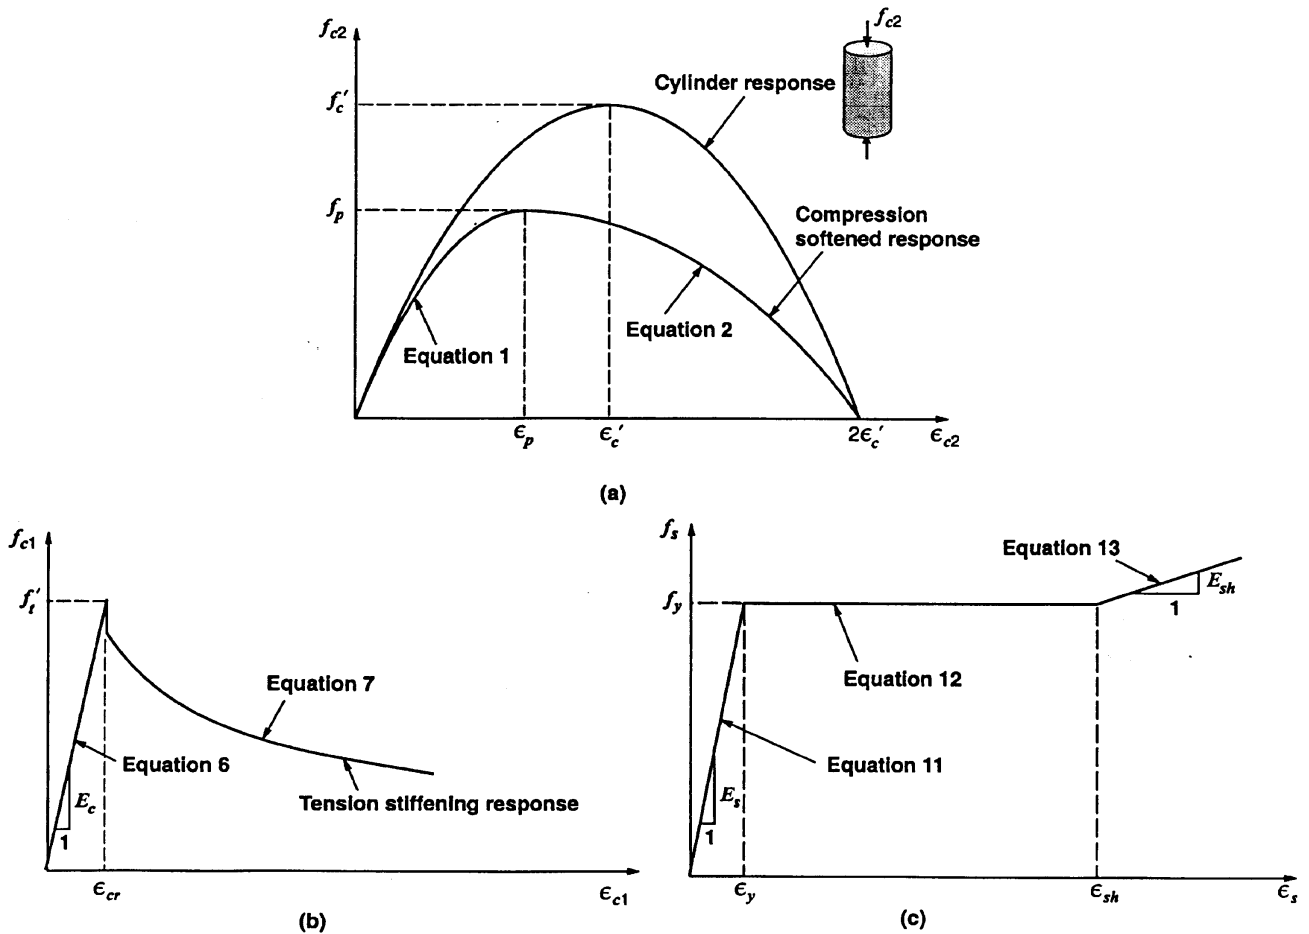 f_c2
f_c2
Cylinder response
f_c′
f_p
Compression
softened response
Equation 2
Equation 1
ϵ_p
ϵ_c′
2ϵ_c′
ϵ_c2
(a)
f_c1
f_t′
Equation 7
Equation 6
E_c
1
Tension stiffening response
ϵ_cr
ϵ_c1
(b)
f_s
Equation 13
E_sh
1
f_y
Equation 12
Equation 11
E_s
1
ϵ_y
ϵ_sh
ϵ_s
(c)